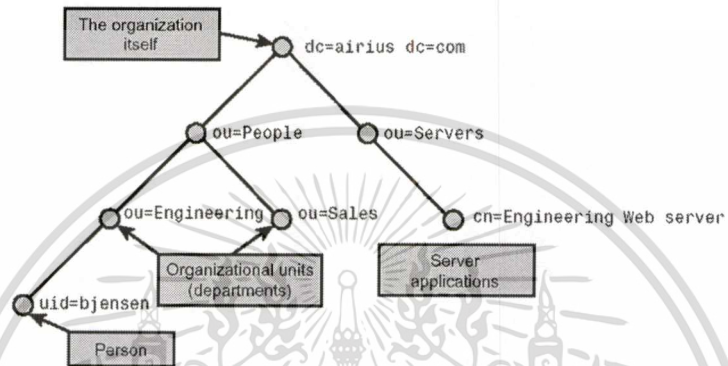 The organization
itself
dc=airius dc=com
ou=People
ou=Servers
ou=Engineering
ou=Sales
cn=Engineering Web server
Organizational units
(departments)
Server
applications
uid=bjensen
Person